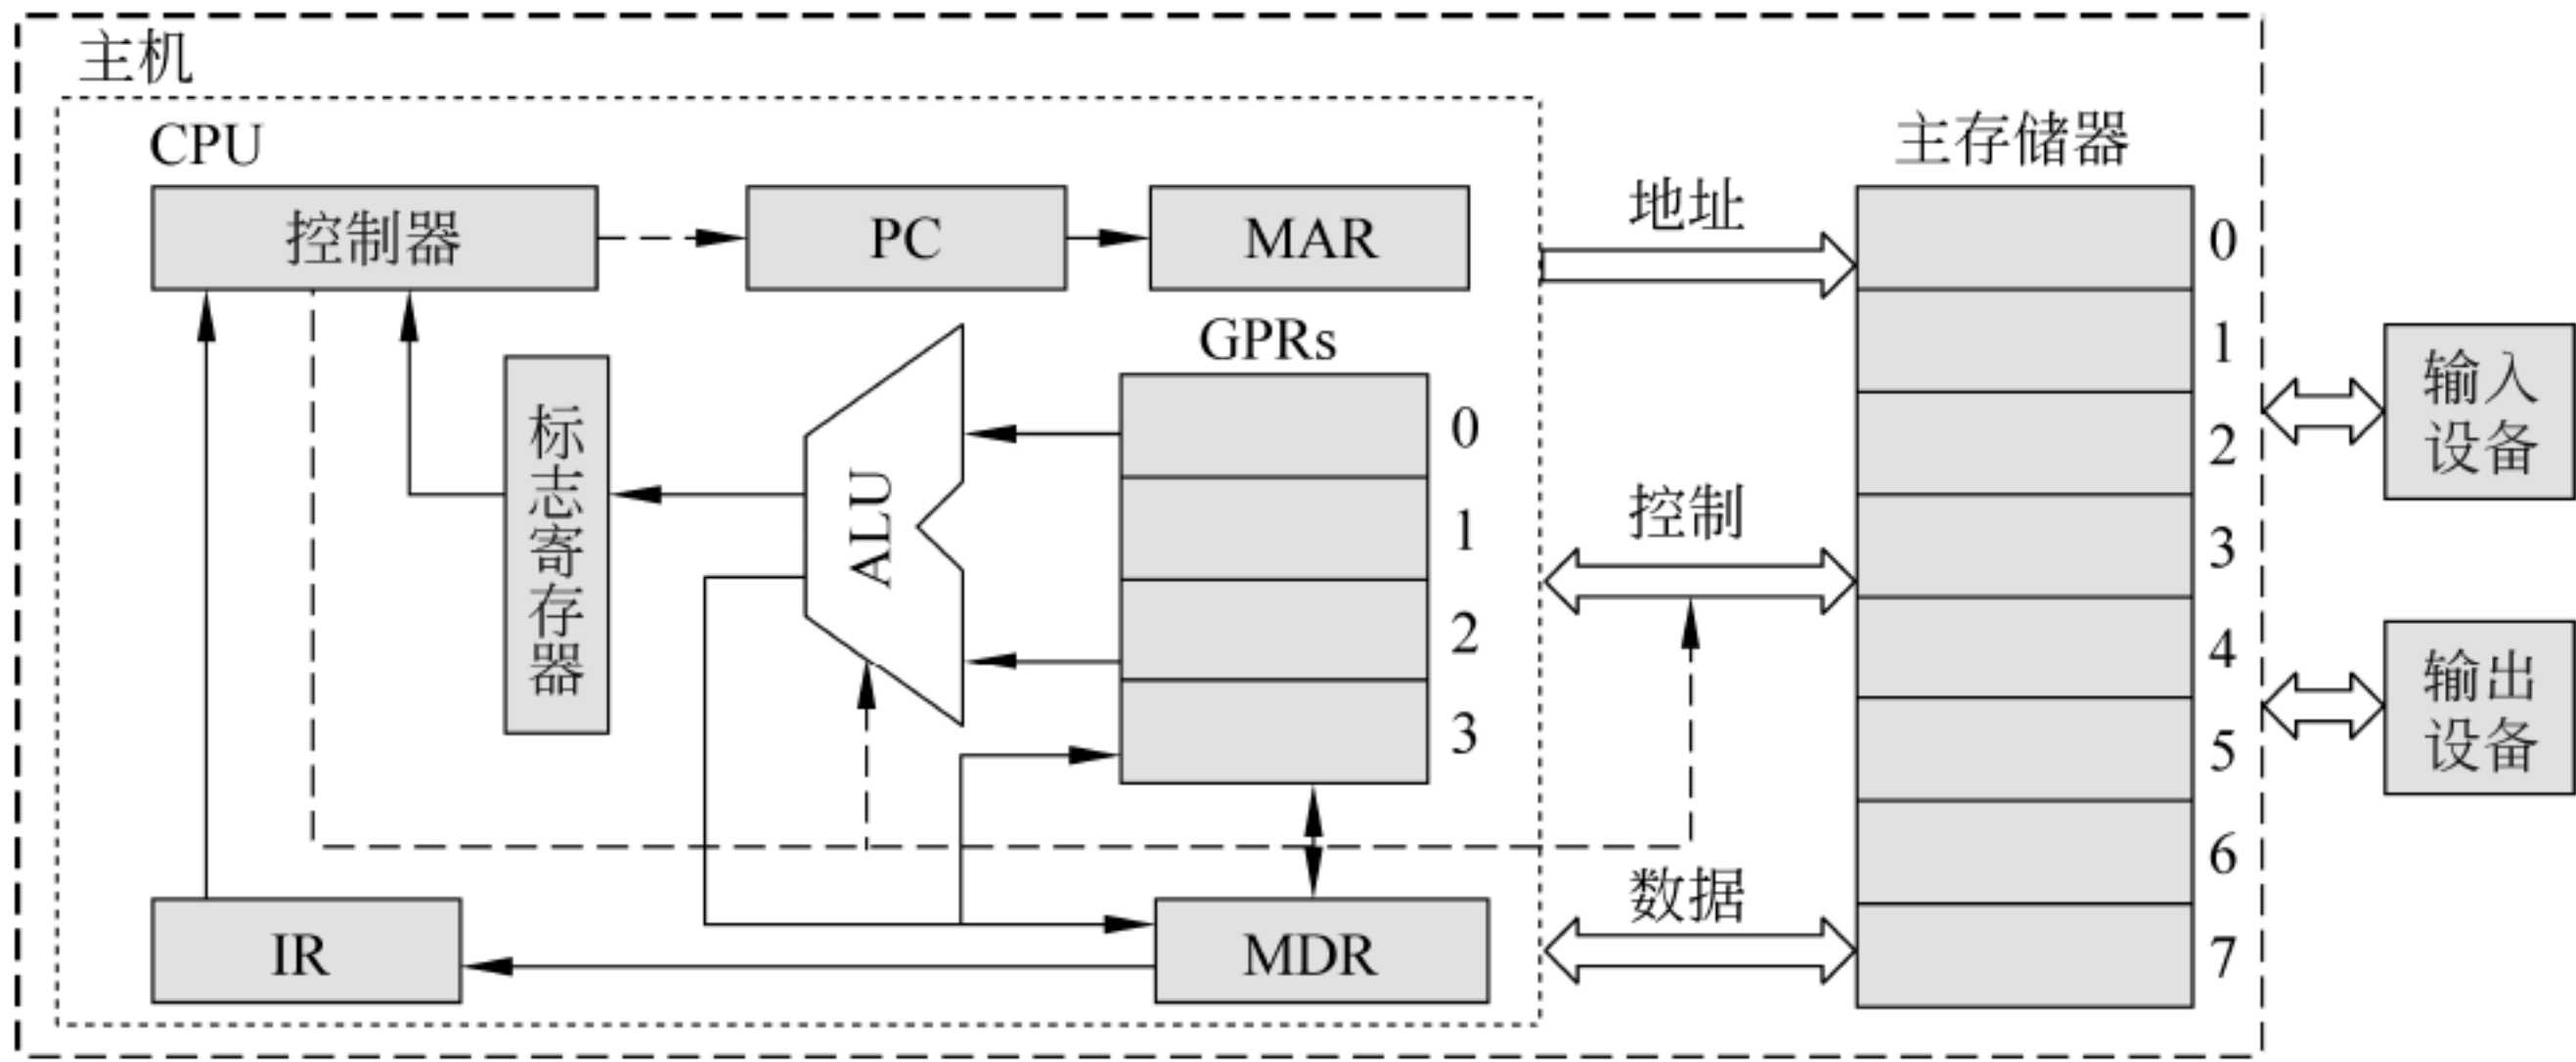 主机
CPU
主存储器
控制器
PC
MAR
地址
GPRs
标志寄存器
ALU
0
1
2
3
控制
数据
IR
MDR
0
1
2
3
4
5
6
7
输入
设备
输出
设备